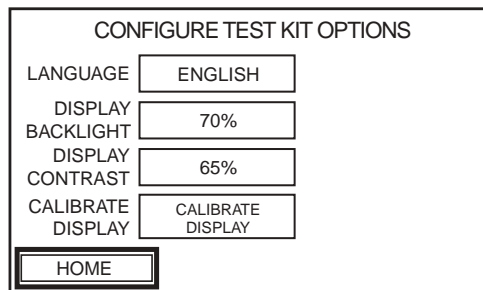 CONFIGURE TEST KIT OPTIONS
LANGUAGE ENGLISH
DISPLAY
BACKLIGHT 70%
DISPLAY
CONTRAST 65%
CALIBRATE
DISPLAY
CALIBRATE
DISPLAY
HOME